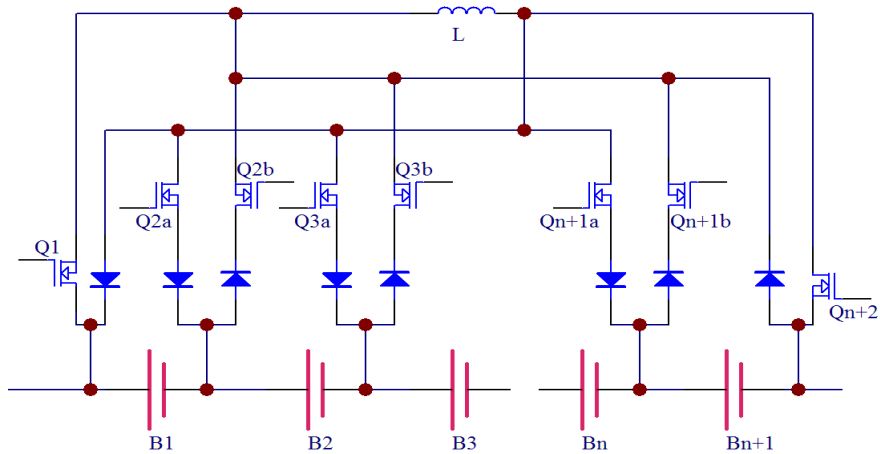 L
Q2b
Q3b
Q2a
Q3a
Qn+1a
Qn+1b
Q1
Qn+2
B1
B2
B3
Bn
Bn+1